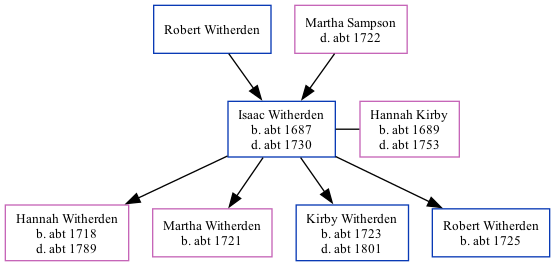 Robert Witherden
Martha Sampson
d. abt 1722
Isaac Witherden
b. abt 1687
d. abt 1730
Hannah Kirby
b. abt 1689
d. abt 1753
Hannah Witherden
b. abt 1718
d. abt 1789
Martha Witherden
b. abt 1721
Kirby Witherden
b. abt 1723
d. abt 1801
Robert Witherden
b. abt 1725